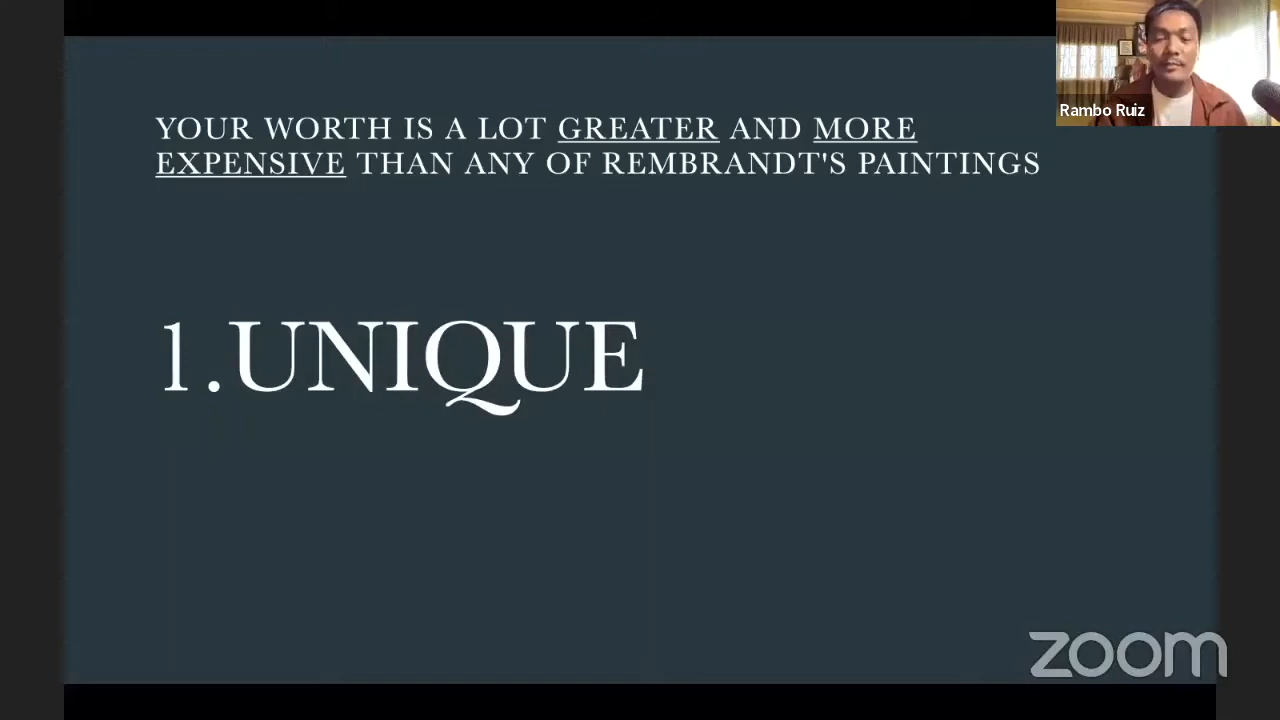 Rambo Ruiz
YOUR WORTH IS A LOT GREATER AND MORE
EXPENSIVE THAN ANY OF REMBRANDT'S PAINTINGS
1.UNIQUE
zoom